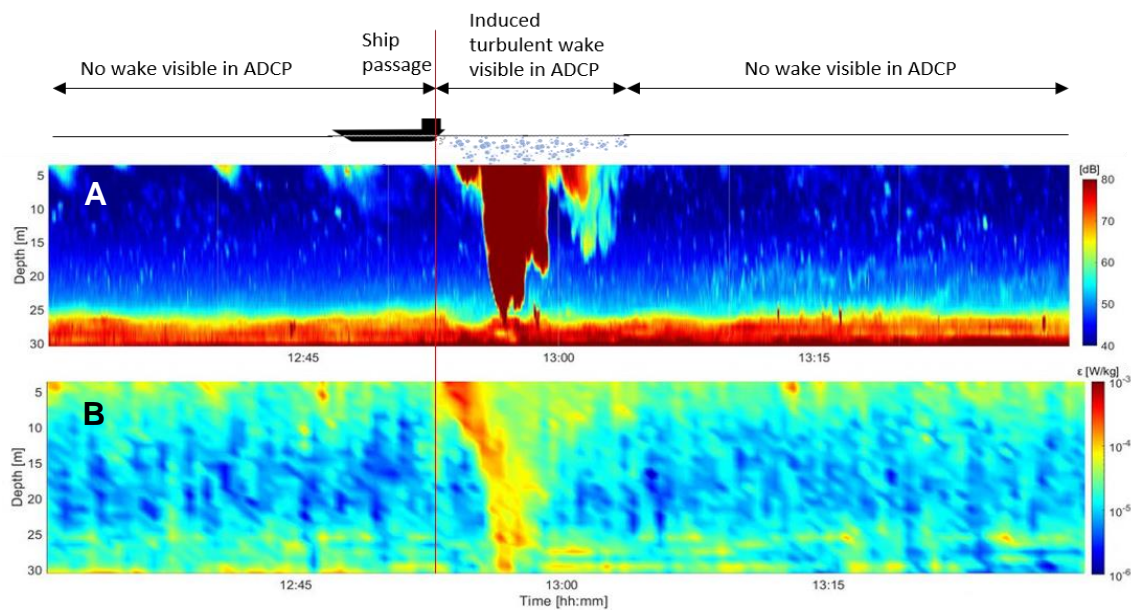 Induced
turbulent wake
visible in ADCP
Ship
passage
No wake visible in ADCP
No wake visible in ADCP
A
[dB]
5
10
15
20
25
30
Depth [m]
80
70
60
50
40
12:45
13:00
13:15
B
ε [W/kg]
5
10
15
20
25
30
Depth [m]
10-3
10-4
10-5
10-6
12:45
13:00
13:15
Time [hh:mm]